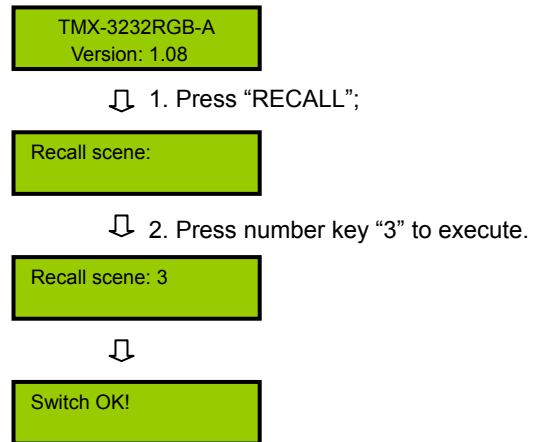 TMX-3232RGB-A
Version: 1.08
1. Press “RECALL”;
Recall scene:
2. Press number key “3” to execute.
Recall scene: 3
Switch OK!